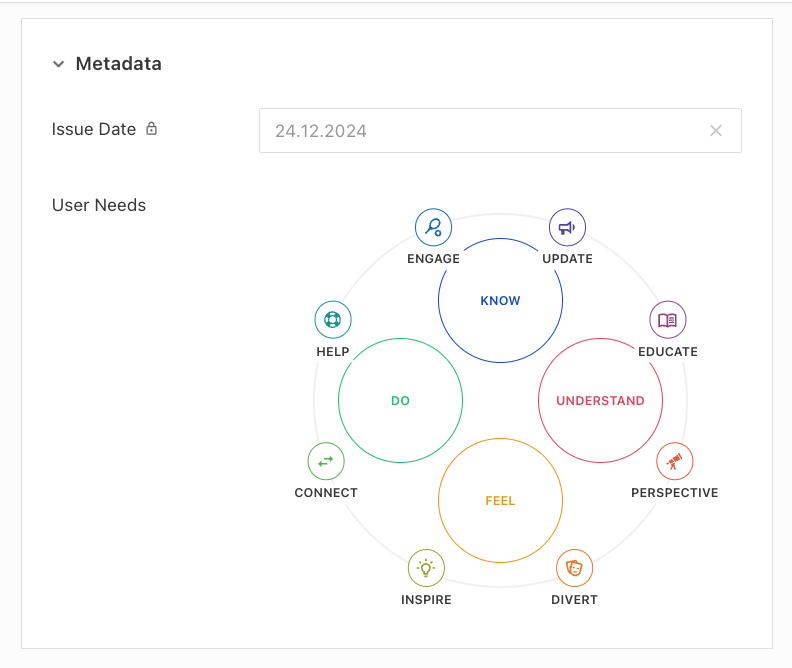 Metadata
Issue Date
24.12.2024
User Needs
ENGAGE
UPDATE
KNOW
HELP
EDUCATE
DO
UNDERSTAND
CONNECT
PERSPECTIVE
FEEL
INSPIRE
DIVERT